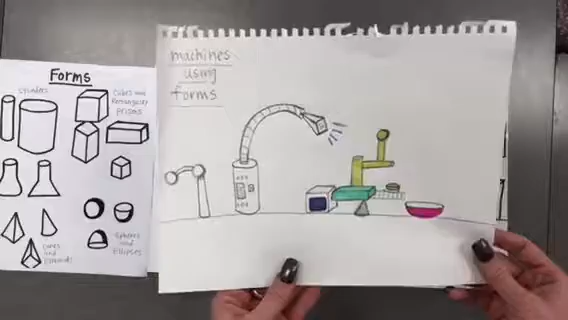 Forms
cylinders
cubes and
Rectangular
prisms
cones
and
pyramids
spheres and
Ellipses
machines
using
forms